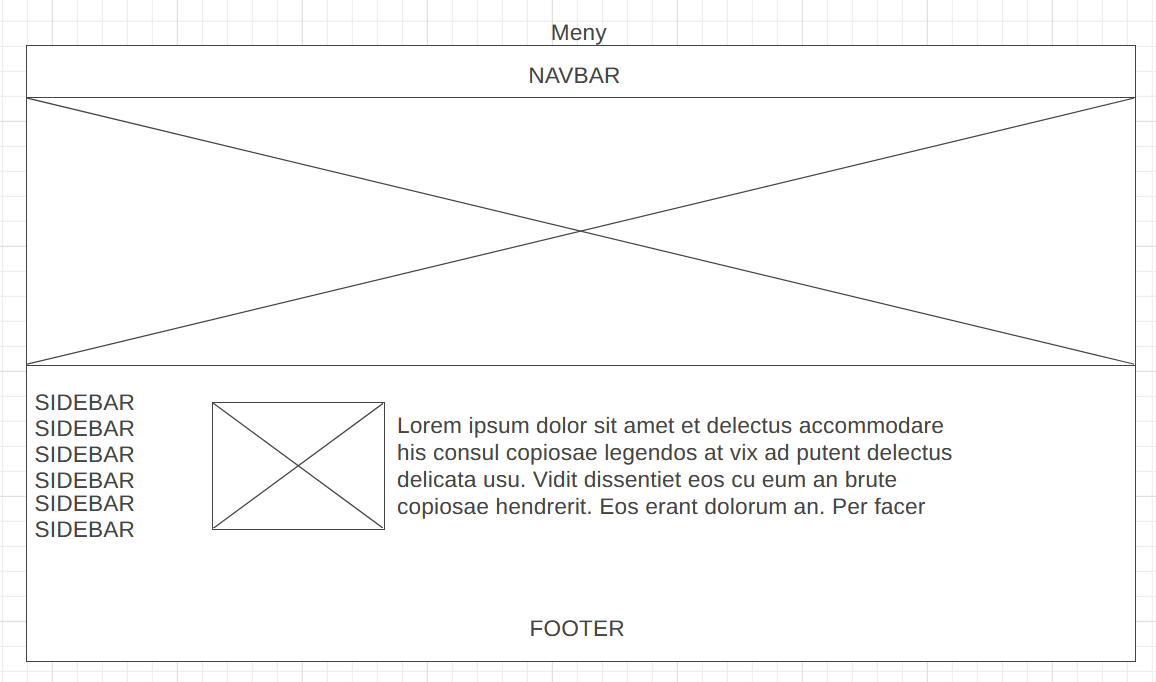 Meny
NAVBAR
SIDEBAR
SIDEBAR
SIDEBAR
SIDEBAR
SIDEBAR
SIDEBAR
Lorem ipsum dolor sit amet et delectus accommodare
his consul copiosae legendos at vix ad putent delectus
delicata usu. Vidit dissentiet eos cu eum an brute
copiosae hendrerit. Eos erant dolorum an. Per facer
FOOTER